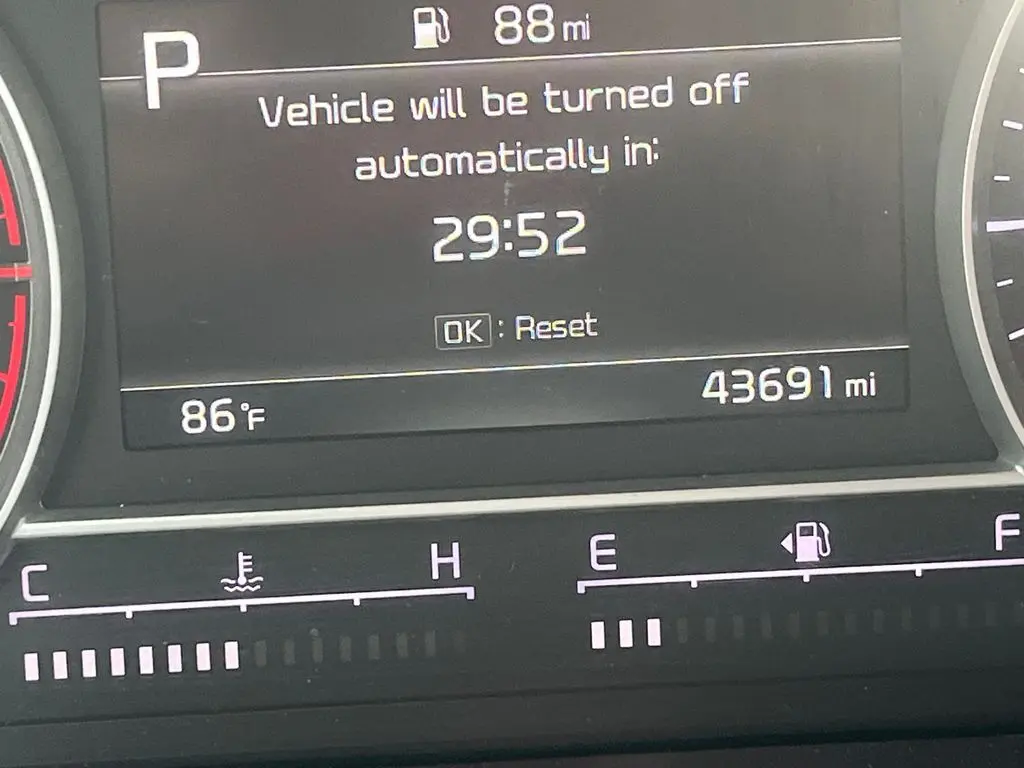 P
88 mi
Vehicle will be turned off
automatically in:
29:52
OK : Reset
86°F
43691 mi
C H
E F